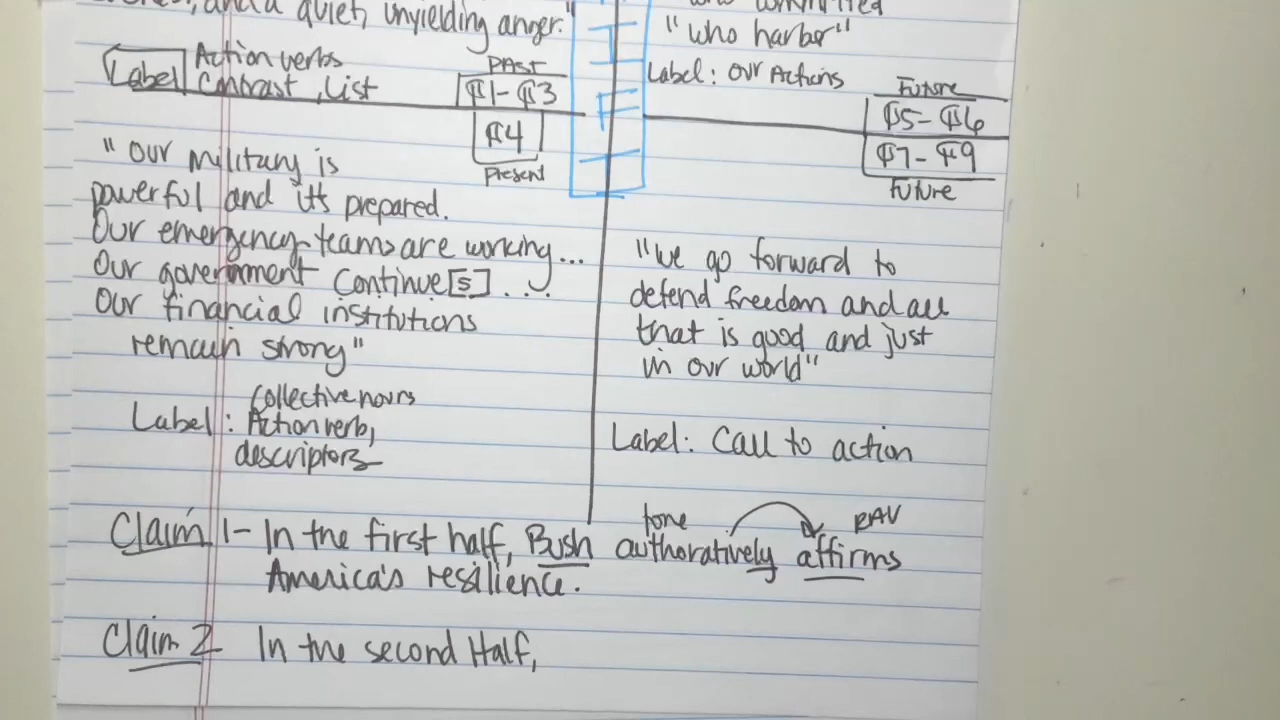 , and a quiet, unyielding anger."
Label
Action verbs
Contrast, List
PAST
¶1-¶3
¶4
Present
"Our military is
powerful and it's prepared.
Our emergency teams are working...
Our government continue[s]...
Our financial institutions
remain strong"
Label: collective nouns
Action verb,
descriptors
I
F
T
who committed
"who harbor"
Label: Our Actions
Future
¶5-¶6
¶7-¶9
Future
"We go forward to
defend freedom and all
that is good and just
in our world"
Label: Call to action
tone
RAV
Claim 1- In the first half, Bush authoratively affirms
America's resilience.
Claim 2 In the second Half,